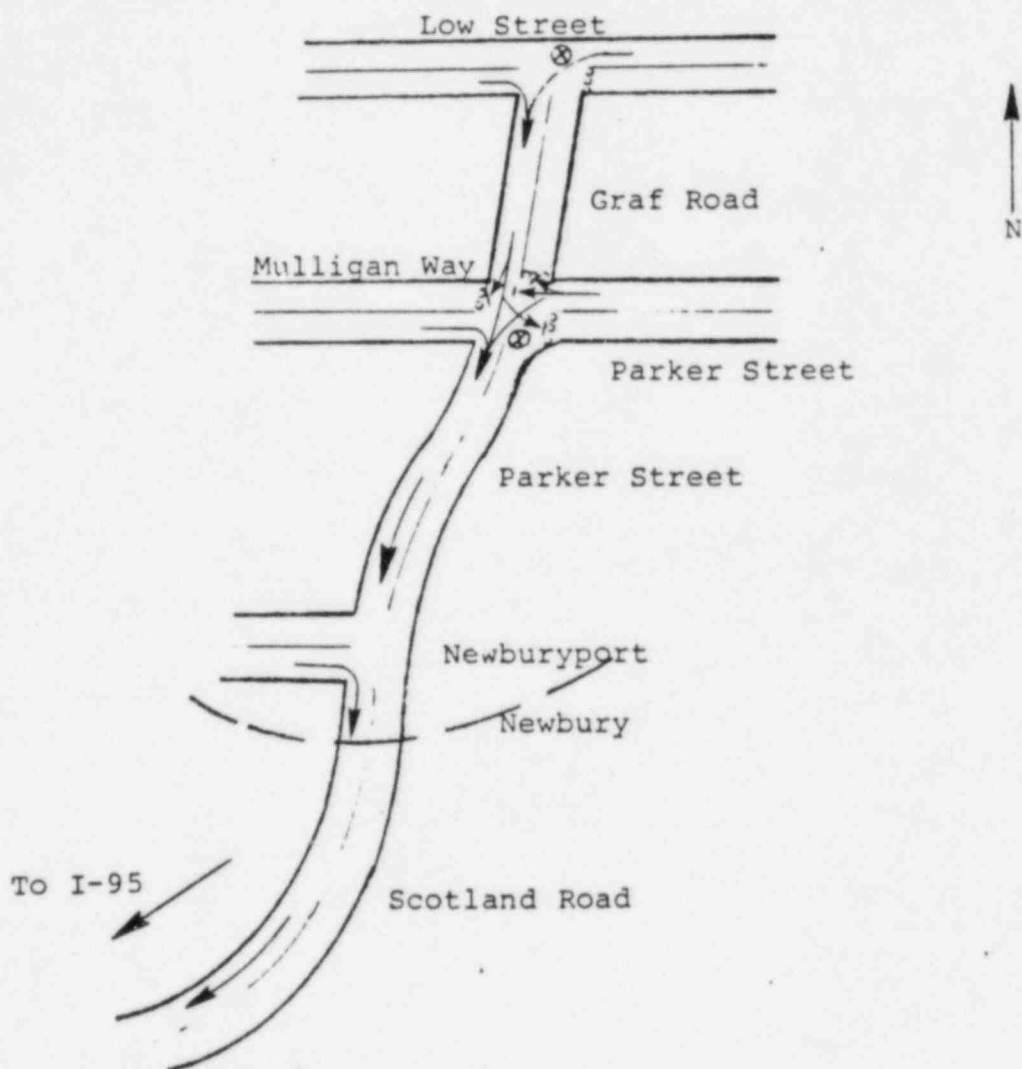 Low Street
Graf Road
N
Mulligan Way
Parker Street
Parker Street
Newburyport
Newbury
To I-95
Scotland Road